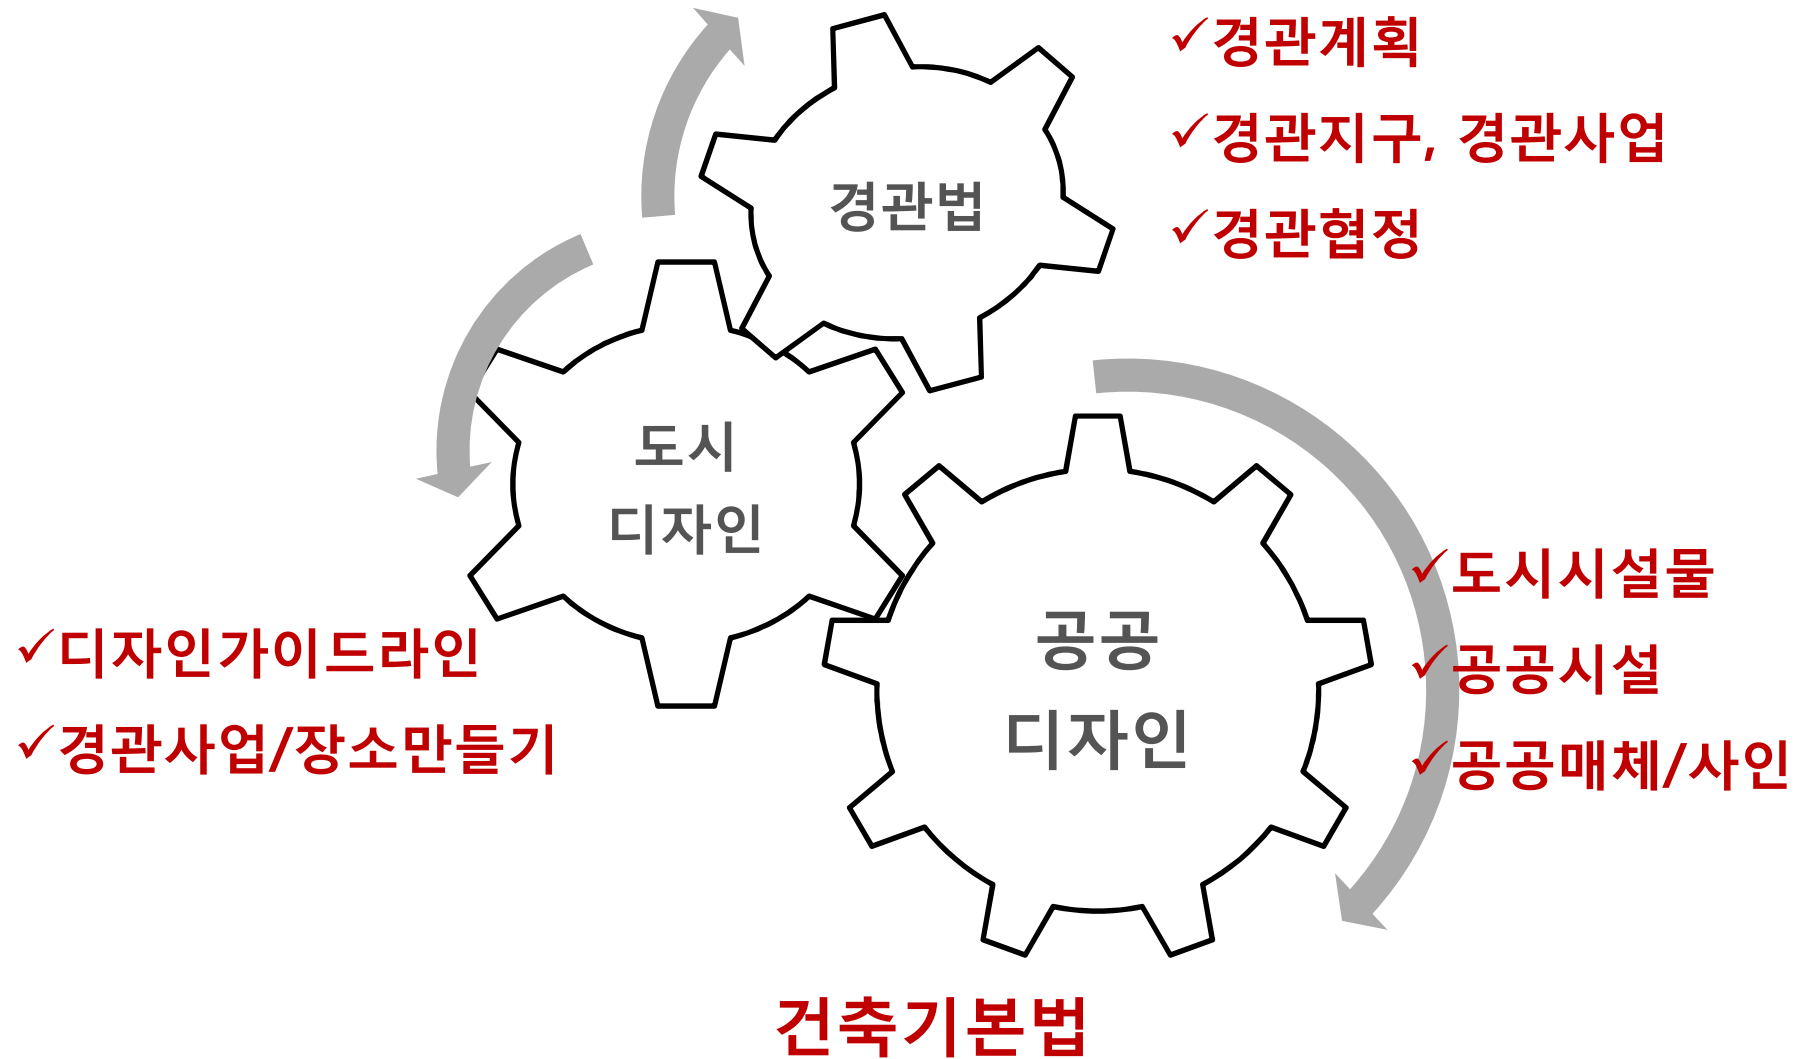 ✓경관계획
✓경관지구, 경관사업
✓경관협정
경관법
도시
디자인
✓디자인가이드라인
✓경관사업/장소만들기
공공
디자인
✓도시시설물
✓공공시설
✓공공매체/사인
건축기본법